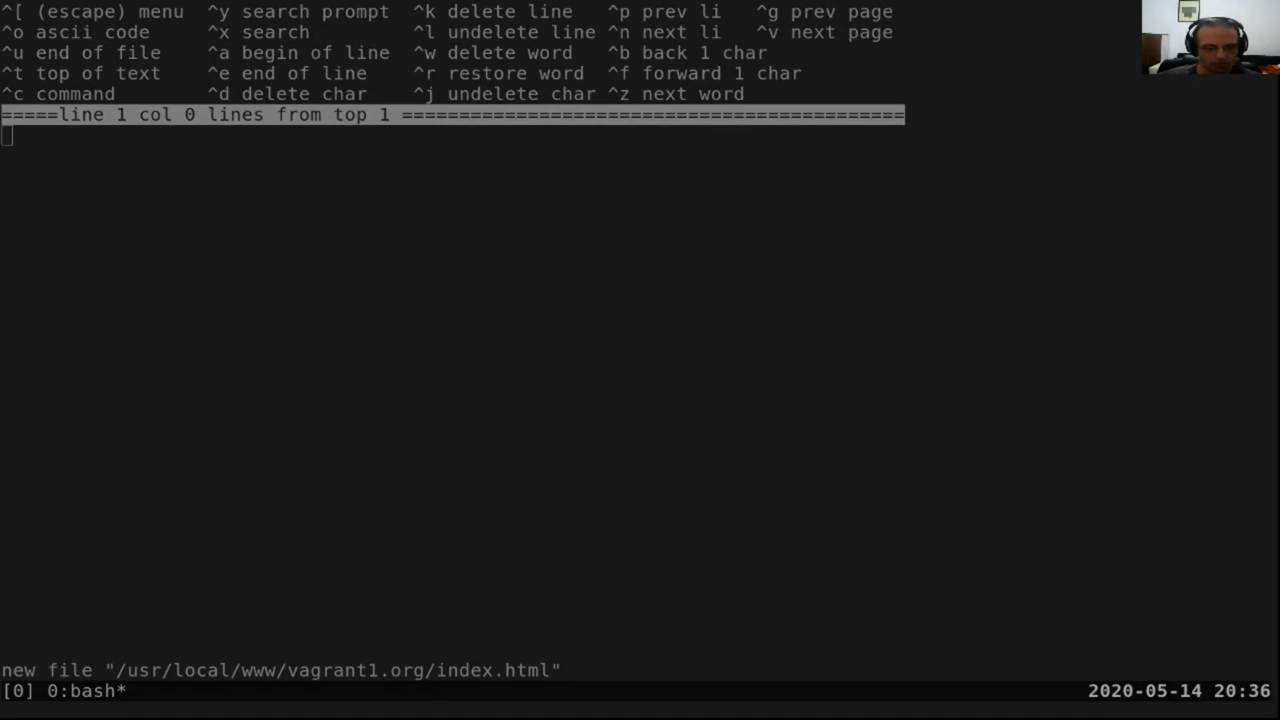 ^[ (escape) menu ^y search prompt ^k delete line ^p prev li ^g prev page
^o ascii code ^x search ^l undelete line ^n next li ^v next page
^u end of file ^a begin of line ^w delete word ^b back 1 char
^t top of text ^e end of line ^r restore word ^f forward 1 char
^c command ^d delete char ^j undelete char ^z next word
=====line 1 col 0 lines from top 1 ============================================
new file "/usr/local/www/vagrant1.org/index.html"
[0] 0:bash* 2020-05-14 20:36